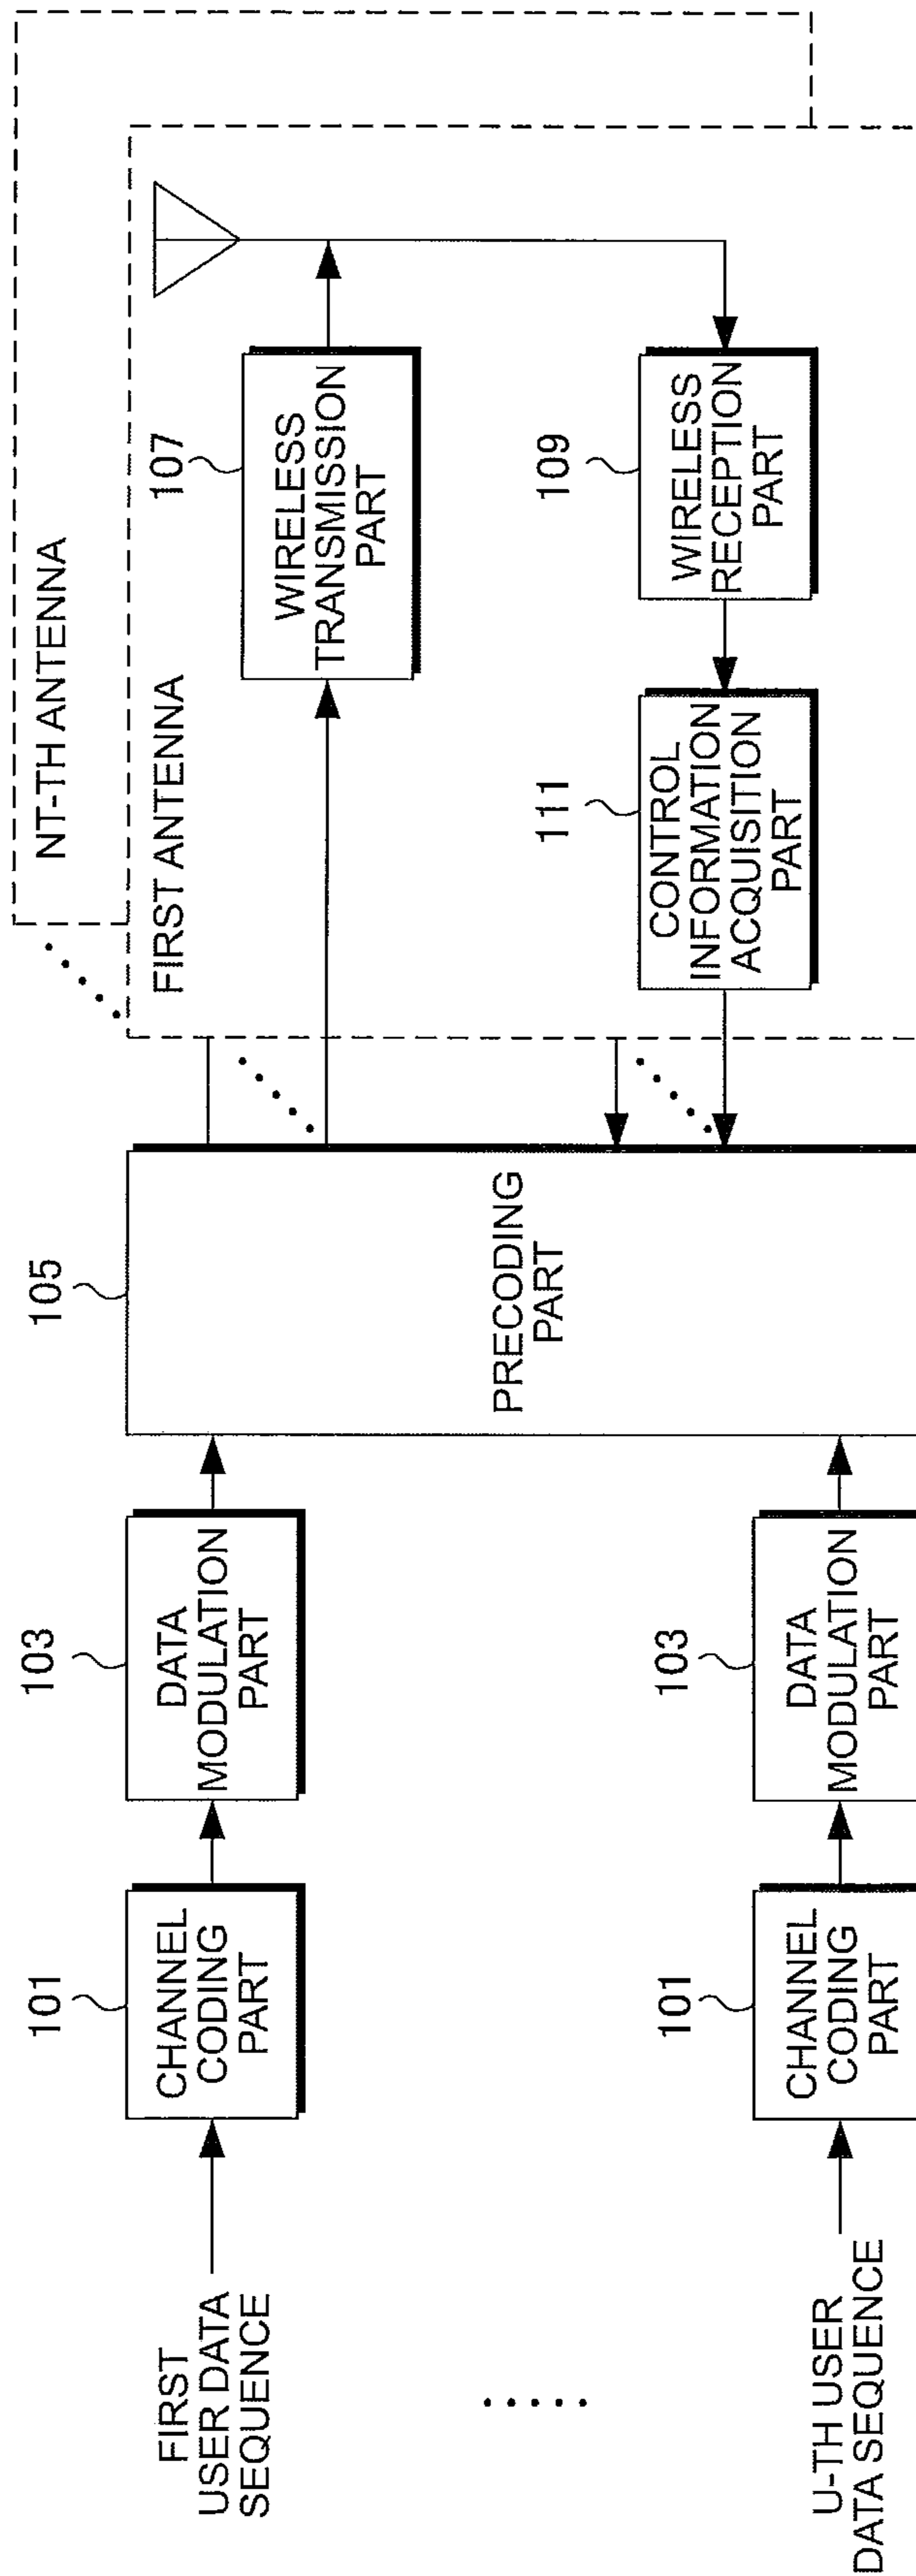 FIRST
USER DATA
SEQUENCE
101
CHANNEL
CODING
PART
103
DATA
MODULATION
PART
105
PRECODING
PART
NT-TH ANTENNA
FIRST ANTENNA
107
WIRELESS
TRANSMISSION
PART
109
WIRELESS
RECEPTION
PART
111
CONTROL
INFORMATION
ACQUISITION
PART
U-TH USER
DATA SEQUENCE
101
CHANNEL
CODING
PART
103
DATA
MODULATION
PART